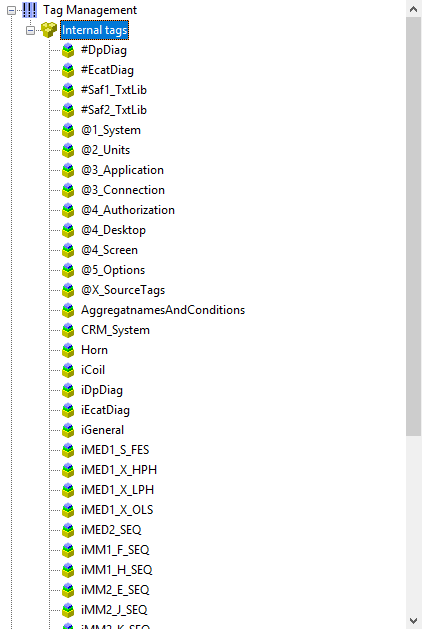 Tag Management
Internal tags
#DpDiag
#EcatDiag
#Saf1_TxtLib
#Saf2_TxtLib
@1_System
@2_Units
@3_Application
@3_Connection
@4_Authorization
@4_Desktop
@4_Screen
@5_Options
@X_SourceTags
AggregatnamesAndConditions
CRM_System
Horn
iCoil
iDpDiag
iEcatDiag
iGeneral
iMED1_S_FES
iMED1_X_HPH
iMED1_X_LPH
iMED1_X_OLS
iMED2_SEQ
iMM1_F_SEQ
iMM1_H_SEQ
iMM2_E_SEQ
iMM2_J_SEQ
iMM2_K_SEQ